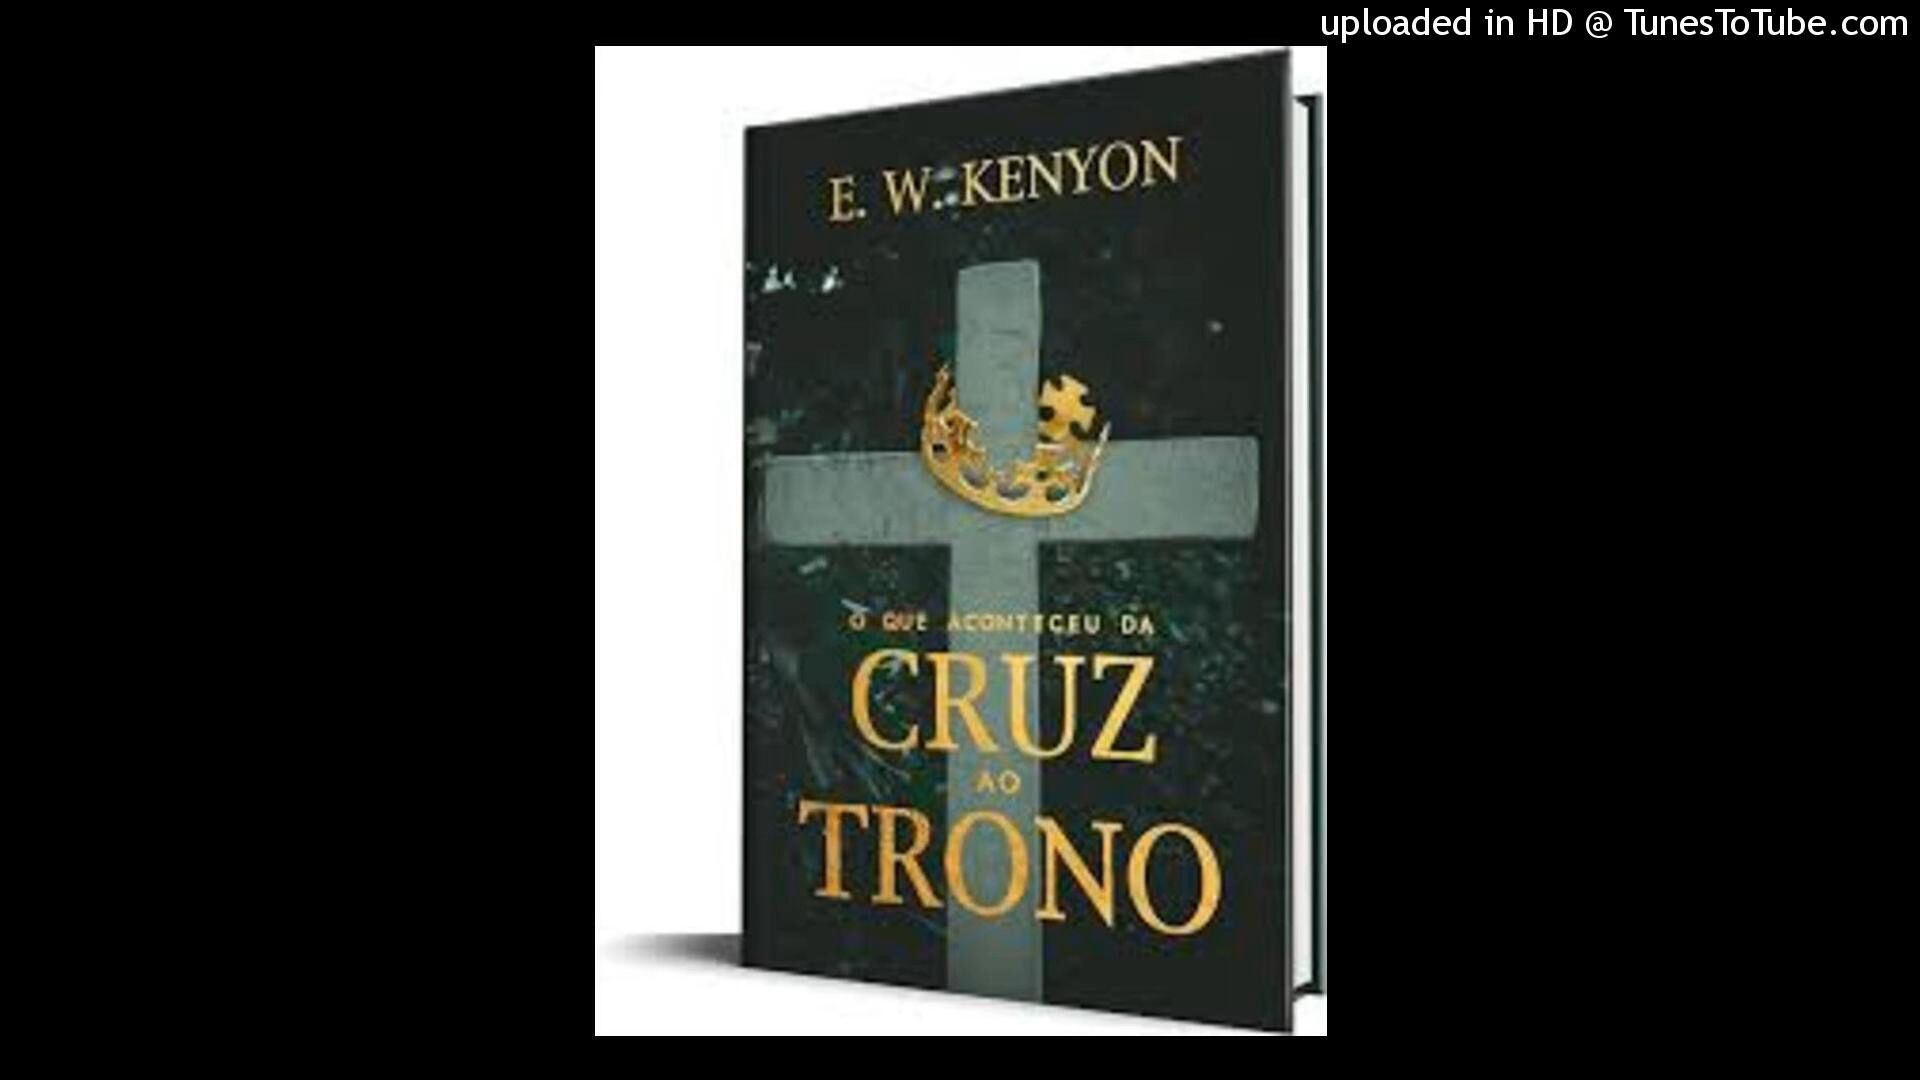 uploaded in HD @ TunesToTube.com
E. W. KENYON
O QUE ACONTECEU DA
CRUZ
AO
TRONO